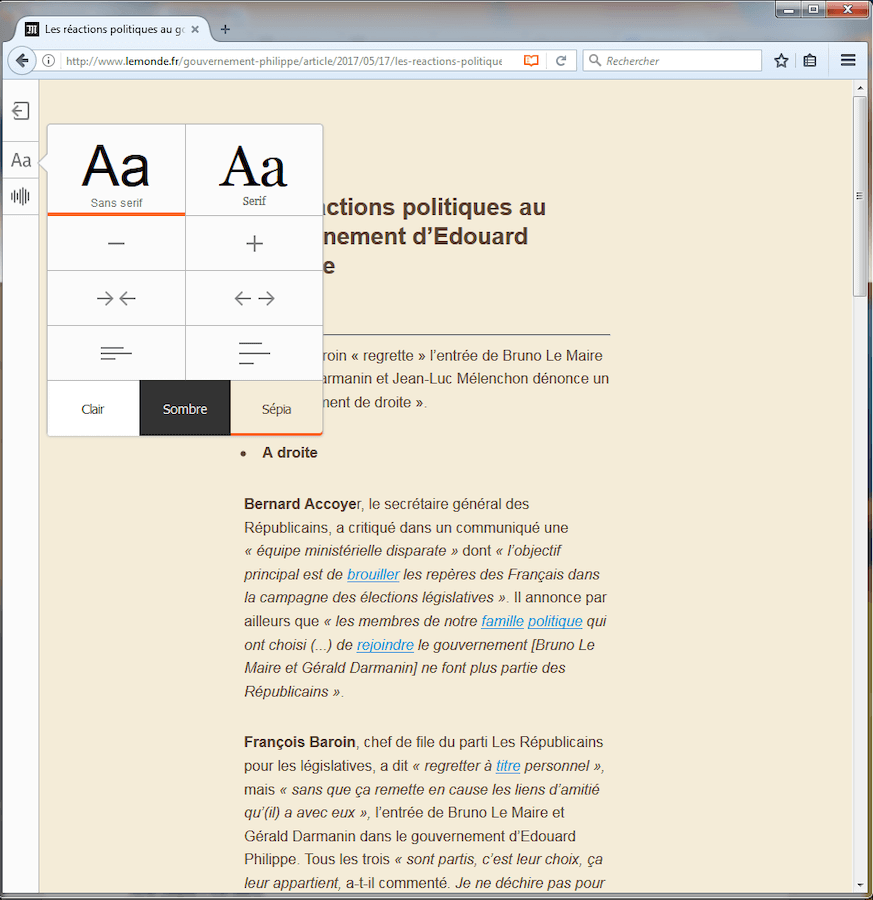 Les réactions politiques au go
http://www.lemonde.fr/gouvernement-philippe/article/2017/05/17/les-reactions-politique
Rechercher
Aa
Aa
Sans serif
Aa
Serif
Clair
Sombre
Sépia
ctions politiques au
nement d’Edouard
e
roin « regrette » l’entrée de Bruno Le Maire
armanin et Jean-Luc Mélenchon dénonce un
ment de droite ».
• A droite
Bernard Accoyer, le secrétaire général des
Républicains, a critiqué dans un communiqué une
« équipe ministérielle disparate » dont « l’objectif
principal est de brouiller les repères des Français dans
la campagne des élections législatives ». Il annonce par
ailleurs que « les membres de notre famille politique qui
ont choisi (...) de rejoindre le gouvernement [Bruno Le
Maire et Gérald Darmanin] ne font plus partie des
Républicains ».
François Baroin, chef de file du parti Les Républicains
pour les législatives, a dit « regretter à titre personnel »,
mais « sans que ça remette en cause les liens d’amitié
qu’(il) a avec eux », l’entrée de Bruno Le Maire et
Gérald Darmanin dans le gouvernement d’Edouard
Philippe. Tous les trois « sont partis, c’est leur choix, ça
leur appartient, a-t-il commenté. Je ne déchire pas pour